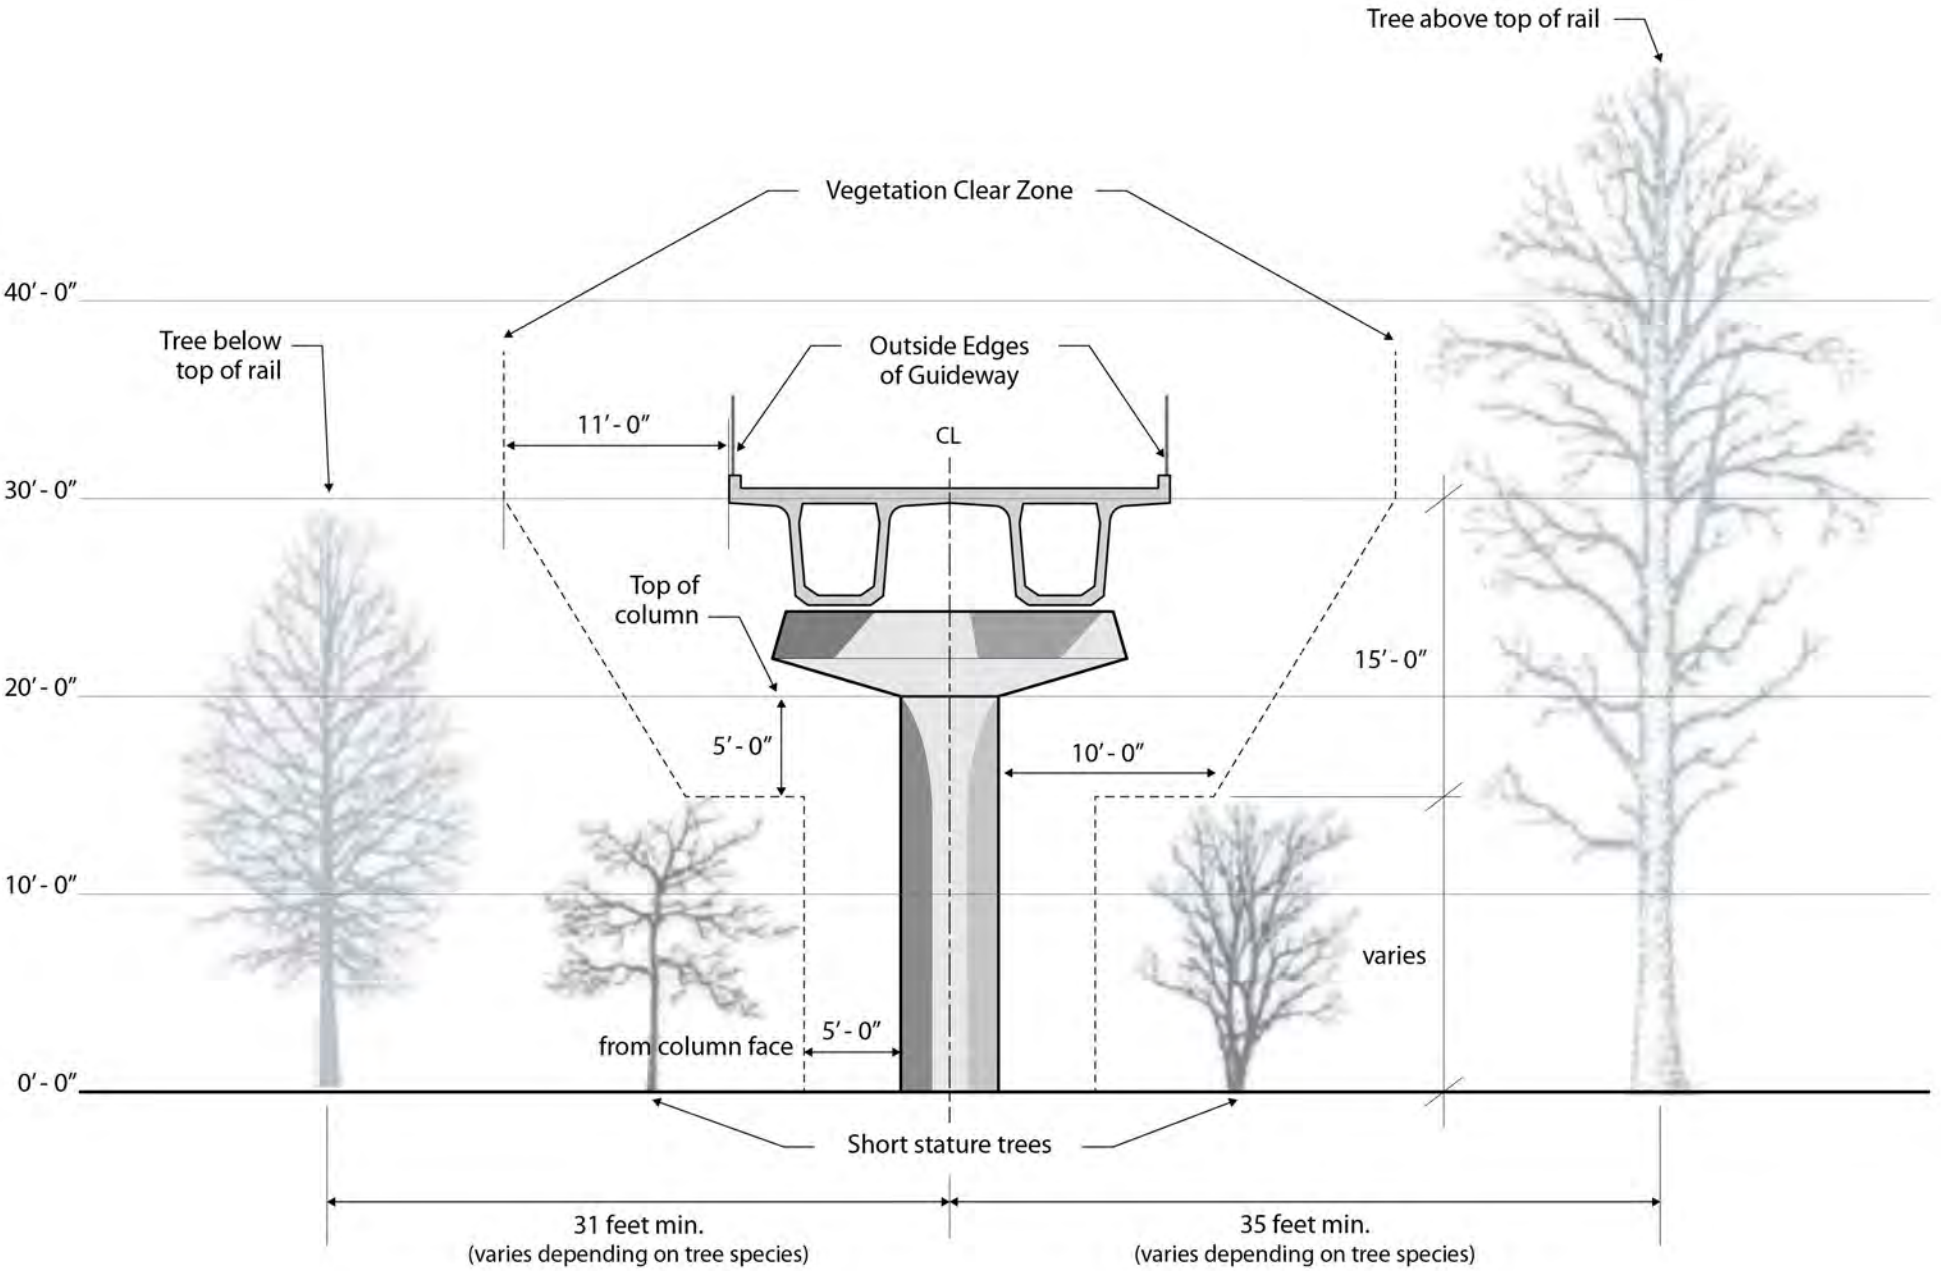 Tree above top of rail
Vegetation Clear Zone
40' - 0"
Tree below
top of rail
Outside Edges
of Guideway
11' - 0"
CL
30' - 0"
Top of
column
15' - 0"
20' - 0"
5' - 0"
10' - 0"
10' - 0"
varies
5' - 0"
from column face
0' - 0"
Short stature trees
31 feet min.
(varies depending on tree species)
35 feet min.
(varies depending on tree species)